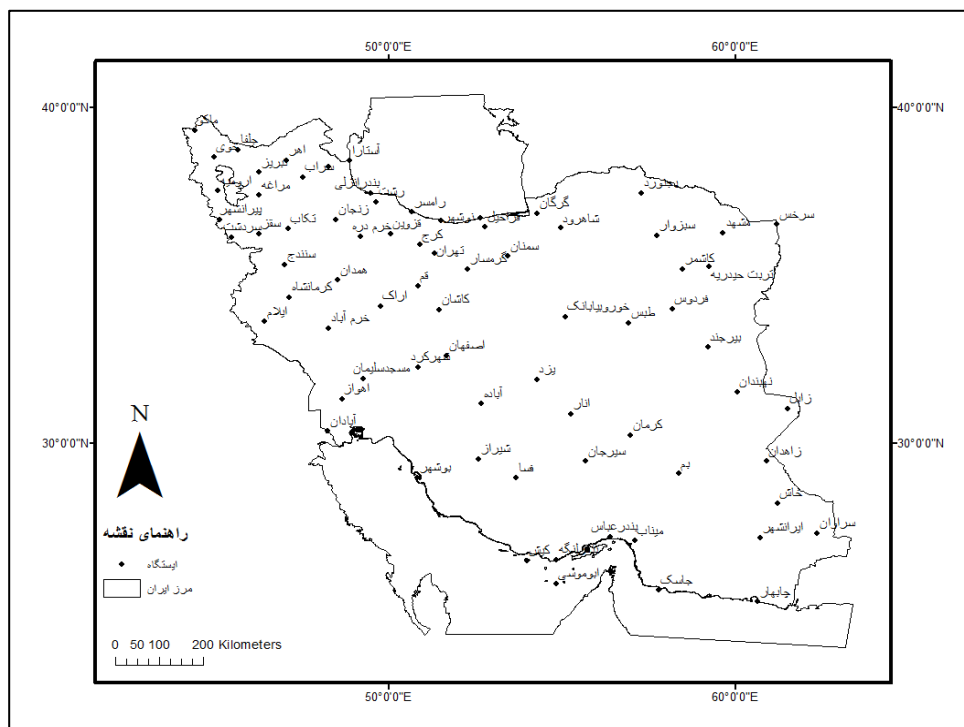 50°0'0"E 60°0'0"E
40°0'0"N 40°0'0"N
ماکو
جلفا
خوی
اهر
تبریز
سراب
آستارا
ارومیه
مراغه
بندرانزلی
رشت
بجنورد
پیرانشهر
زنجان
رامسر
نوشهر
قراخیل
گرگان
سردشت
سقز
تکاب
خرم دره
قزوین
شاهرود
سبزوار
مشهد
سرخس
کرج
تهران
سمنان
سنندج
گرمسار
کاشمر
تربت حیدریه
همدان
قم
کرمانشاه
اراک
کاشان
خوروبیابانک
طبس
فردوس
ایلام
خرم آباد
بیرجند
اصفهان
شهرکرد
مسجدسلیمان
یزد
نهبندان
اهواز
آباده
انار
زابل
آبادان
کرمان
30°0'0"N 30°0'0"N
شیراز
سیرجان
زاهدان
بوشهر
فسا
بم
خاش
بندرعباس
میناب
ایرانشهر
سراران
کیش
ابوموسی
جاسک
چابهار
N
راهنمای نقشه
ایستگاه
مرز ایران
0 50 100 200 Kilometers
50°0'0"E 60°0'0"E